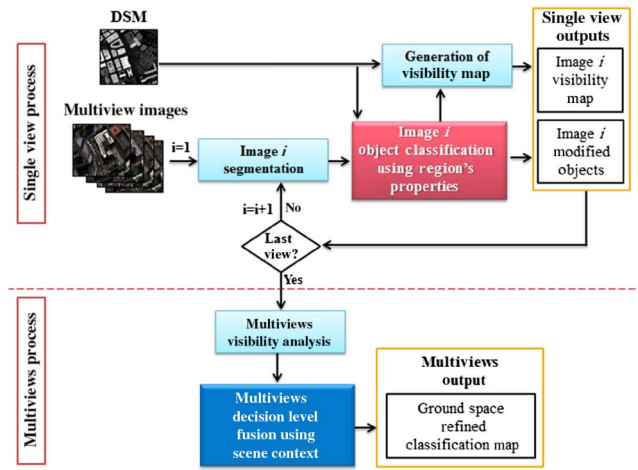 DSM
Single view process
Multiview images
i=1
Image i
segmentation
Generation of
visibility map
Image i
object classification
using region's
properties
Single view
outputs
Image i
visibility
map
Image i
modified
objects
i=i+1
No
Last
view?
Yes
Multiviews process
Multiviews
visibility analysis
Multiviews
decision level
fusion using
scene context
Multiviews
output
Ground space
refined
classification map